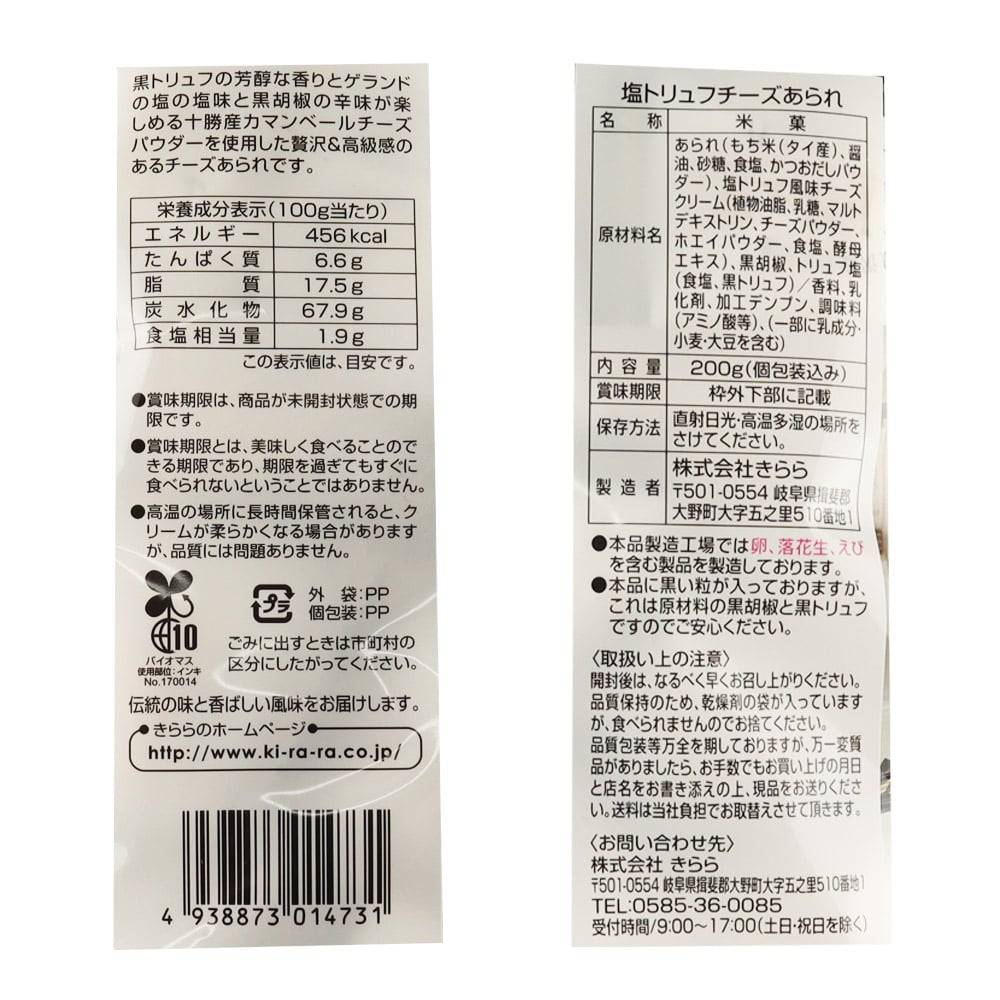 黒トリュフの芳醇な香りとゲランド
の塩の塩味と黒胡椒の辛味が楽
しめる十勝産カマンベールチーズ
パウダーを使用した贅沢&高級感の
あるチーズあられです。
栄養成分表示(100g当たり)
エネルギー 456kcal
たんぱく質 6.6g
脂質 17.5g
炭水化物 67.9g
食塩相当量 1.9g
この表示値は、目安です。
●賞味期限は、商品が未開封状態での期
限です。
●賞味期限とは、美味しく食べることので
きる期限であり、期限を過ぎてもすぐに
食べられないということではありません。
●高温の場所に長時間保管されると、ク
リームが柔らかくなる場合があります
が、品質には問題ありません。
10
バイオマス
使用部位:インキ
No.170014
プラ
外袋:PP
個包装:PP
ごみに出すときは市町村の
区分にしたがってください。
伝統の味と香ばしい風味をお届けします。
●きららのホームページ●
http://www.ki-ra-ra.co.jp/
4 938873 014731
塩トリュフチーズあられ
名称 米菓
原材料名
あられ(もち米(タイ産)、醤
油、砂糖、食塩、かつおだしパウ
ダー)、塩トリュフ風味チーズ
クリーム(植物油脂、乳糖、マルト
デキストリン、チーズパウダー、
ホエイパウダー、食塩、酵母
エキス)、黒胡椒、トリュフ塩
(食塩、黒トリュフ)/香料、乳
化剤、加工デンプン、調味料
(アミノ酸等)、(一部に乳成分・
小麦・大豆を含む)
内容量 200g(個包装込み)
賞味期限 枠外下部に記載
保存方法 直射日光・高温多湿の場所を
さけてください。
製造者 株式会社きらら
〒501-0554 岐阜県揖斐郡
大野町大字五之里510番地1
●本品製造工場では卵、落花生、えび
を含む製品を製造しております。
●本品に黒い粒が入っておりますが、
これは原材料の黒胡椒と黒トリュフ
ですのでご安心ください。
〈取扱い上の注意〉
開封後は、なるべく早くお召し上がりください。
品質保持のため、乾燥剤の袋が入っています
が、食べられませんのでお捨てください。
品質包装等万全を期しておりますが、万一変質
品がありましたら、お手数でもお買い上げの月日
と店名をお書き添えの上、現品をお送りくださ
い。送料は当社負担でお取替えさせて頂きます。
〈お問い合わせ先〉
株式会社 きらら
〒501-0554 岐阜県揖斐郡大野町大字五之里510番地1
TEL:0585-36-0085
受付時間/9:00〜17:00(土日・祝日を除く)